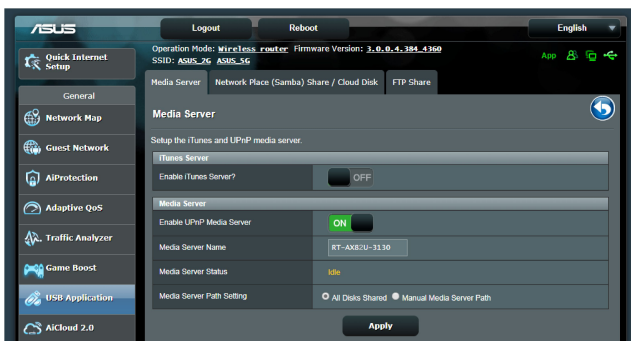 ASUS
Logout
Reboot
English
Operation Mode: Wireless router Firmware Version: 3.0.0.4.384_4360
SSID: ASUS_2G ASUS_5G
App
Quick Internet
Setup
General
Network Map
Guest Network
AiProtection
Adaptive QoS
Traffic Analyzer
Game Boost
USB Application
AiCloud 2.0
Media Server
Network Place (Samba) Share / Cloud Disk
FTP Share
Media Server
Setup the iTunes and UPnP media server.
iTunes Server
Enable iTunes Server?
OFF
Media Server
Enable UPnP Media Server
ON
Media Server Name
RT-AX82U-3130
Media Server Status
Idle
Media Server Path Setting
All Disks Shared
Manual Media Server Path
Apply